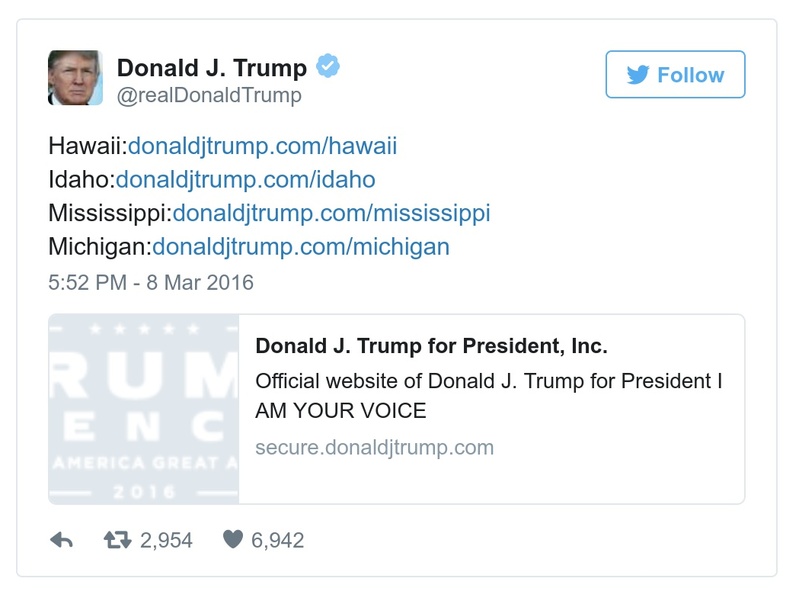 Donald J. Trump
@realDonaldTrump
Follow
Hawaii:donaldjtrump.com/hawaii
Idaho:donaldjtrump.com/idaho
Mississippi:donaldjtrump.com/mississippi
Michigan:donaldjtrump.com/michigan
5:52 PM - 8 Mar 2016
RUM
ENC
AMERICA GREAT A
2016
Donald J. Trump for President, Inc.
Official website of Donald J. Trump for President I
AM YOUR VOICE
secure.donaldjtrump.com
2,954 6,942